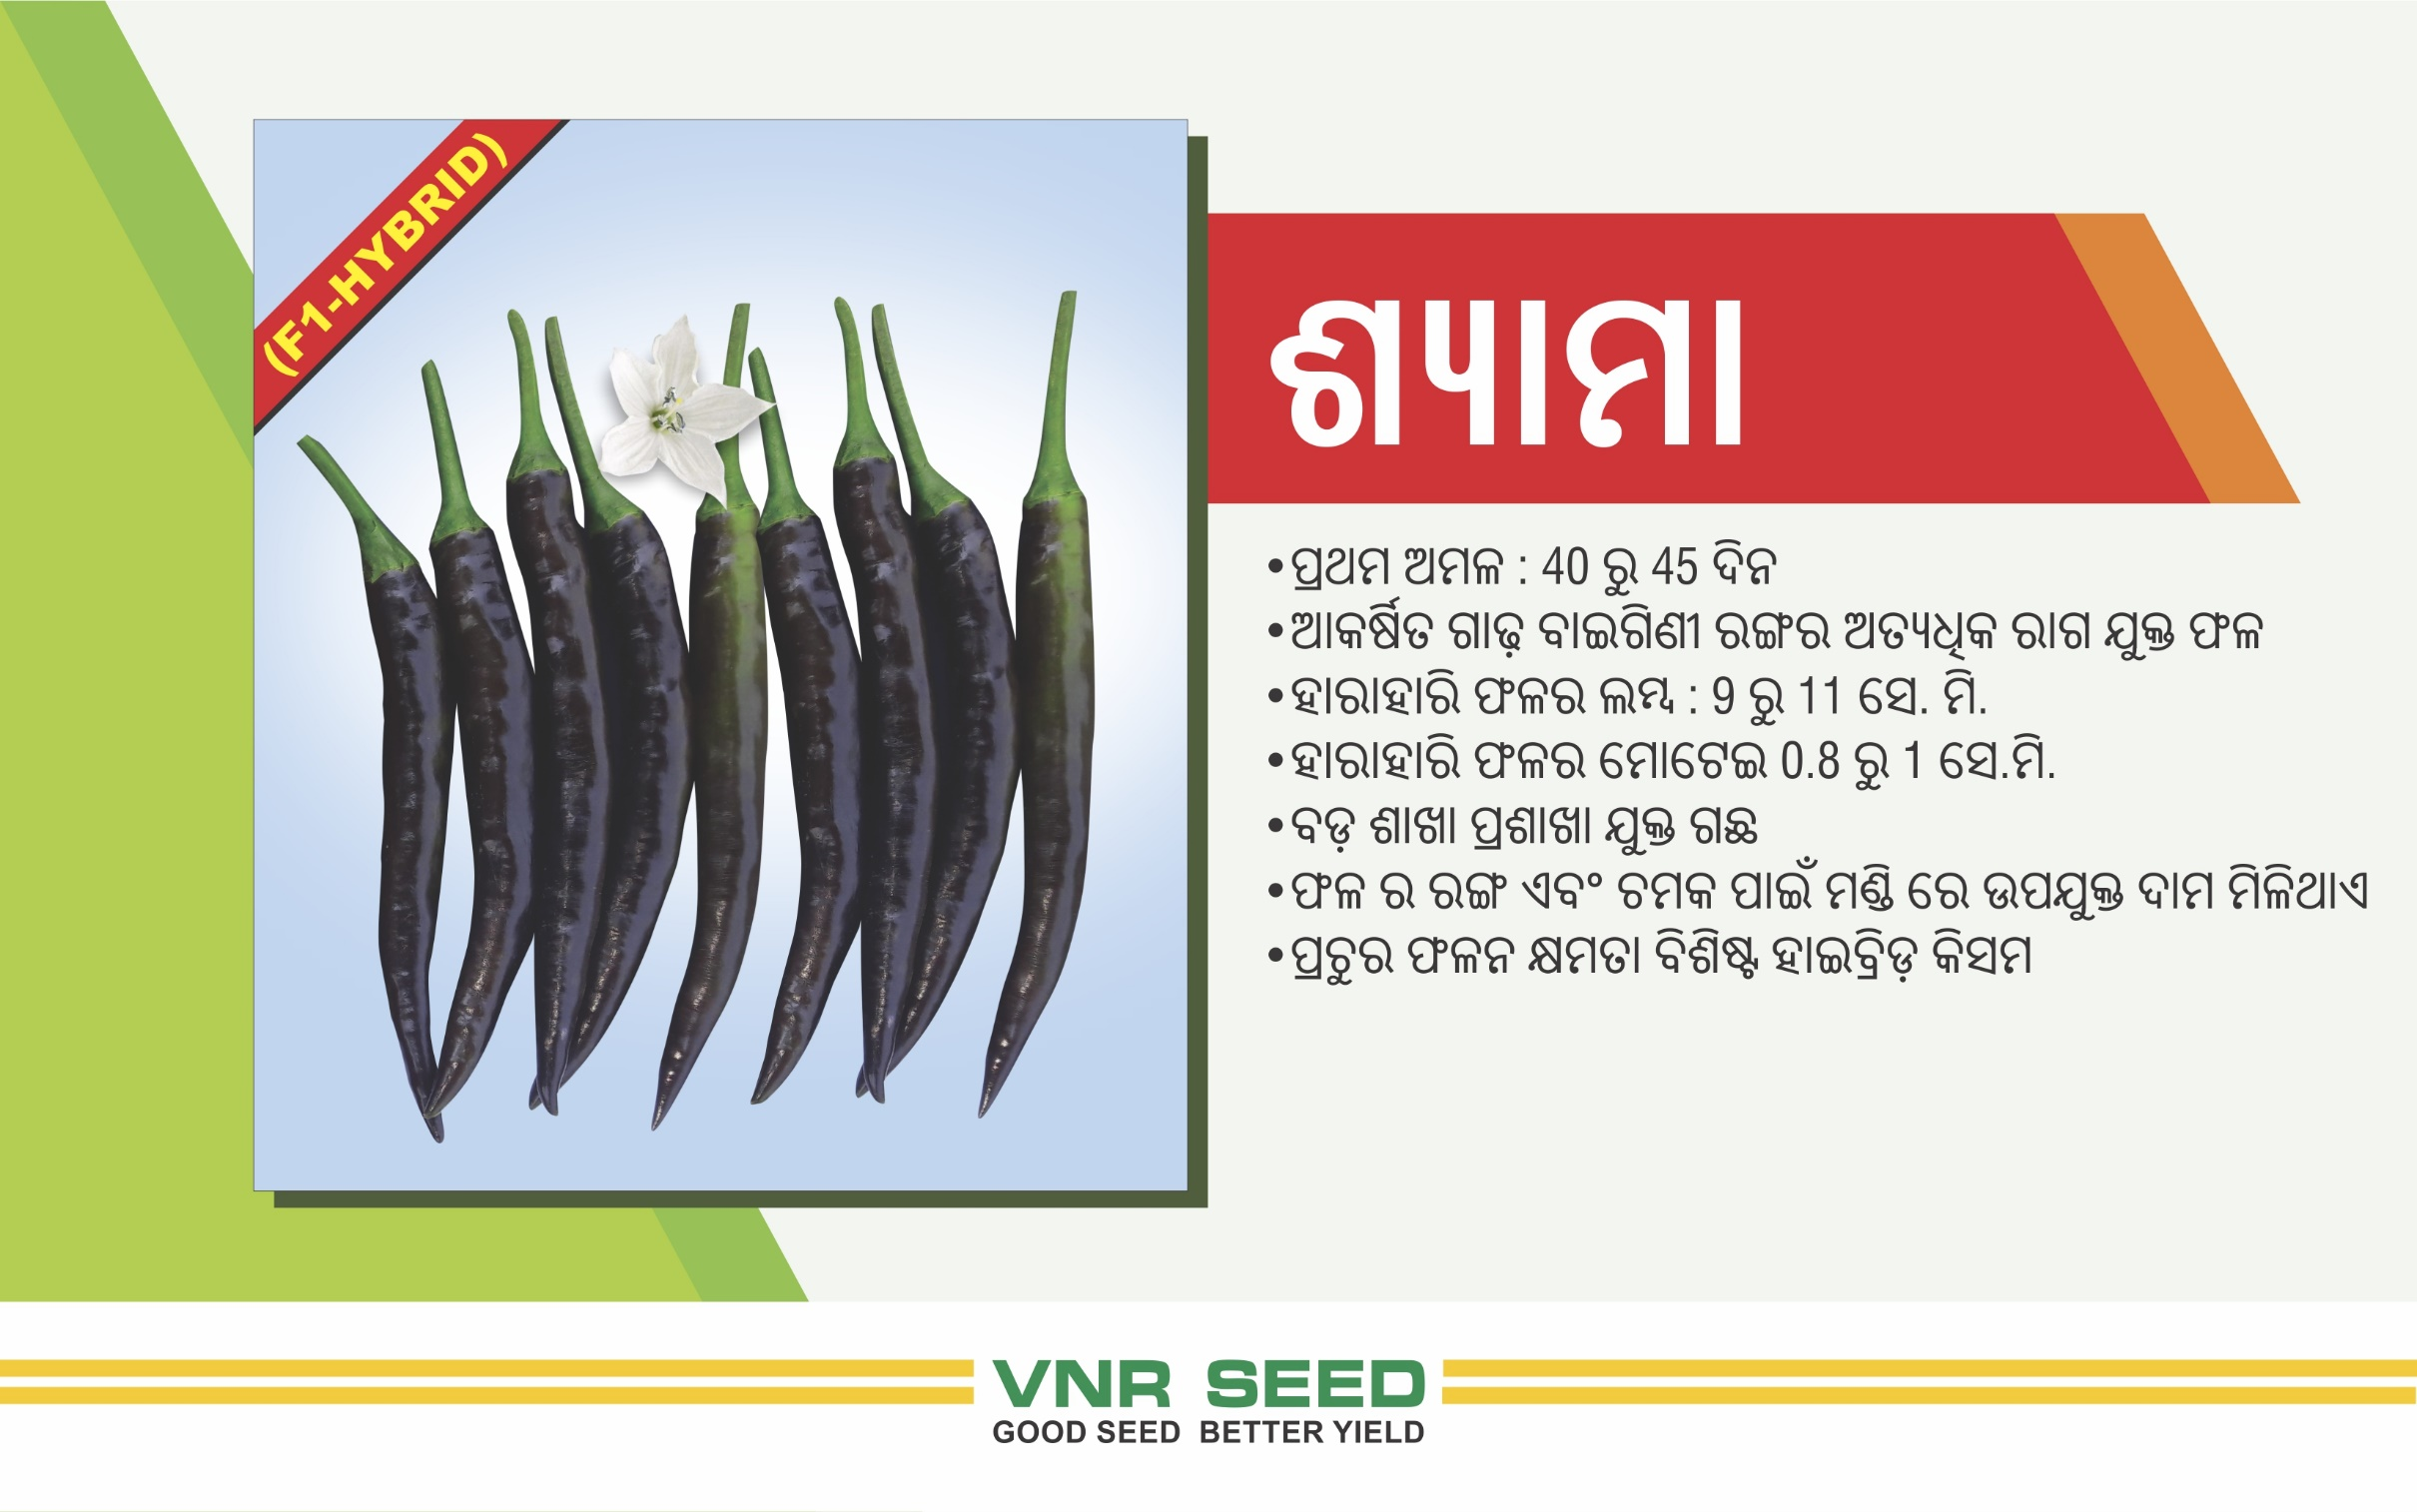 (F1-HYBRID))
ଶ୍ୟାମା
•ପ୍ରଥମ ଅମଳ : 40 ରୁ 45 ଦିନ
•ଆକର୍ଷିତ ଗାଢ଼ ବାଇଗିଣୀ ରଙ୍ଗର ଅତ୍ୟଧିକ ରାଗ ଯୁକ୍ତ ଫଳ
•ହାରାହାରି ଫଳର ଲମ୍ବ : 9 ରୁ 11 ସେ. ମି.
•ହାରାହାରି ଫଳର ମୋଟେଇ 0.8 ରୁ 1 ସେ.ମି.
•ବଡ଼ ଶାଖା ପ୍ରଶାଖା ଯୁକ୍ତ ଗଛ
•ଫଳ ର ରଙ୍ଗ ଏବଂ ଚମକ ପାଇଁ ମଣ୍ଡି ରେ ଉପଯୁକ୍ତ ଦାମ ମିଳିଥାଏ
•ପ୍ରଚୁର ଫଳନ କ୍ଷମତା ବିଶିଷ୍ଟ ହାଇବ୍ରିଡ଼ କିସମ
VNR SEED
GOOD SEED BETTER YIELD